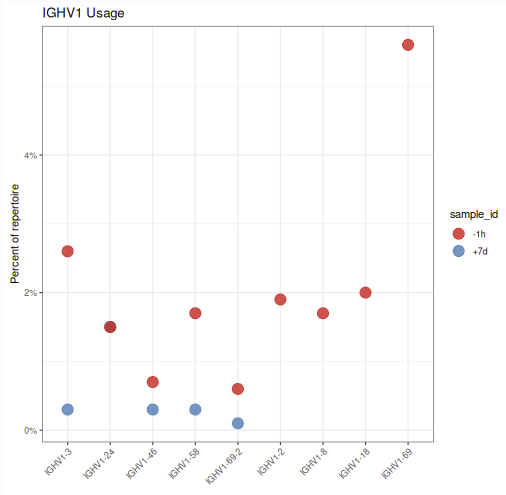 IGHV1 Usage
Percent of repertoire
4%
2%
0%
IGHV1-3
IGHV1-24
IGHV1-46
IGHV1-58
IGHV1-69-2
IGHV1-2
IGHV1-8
IGHV1-18
IGHV1-69
sample_id
-1h
+7d